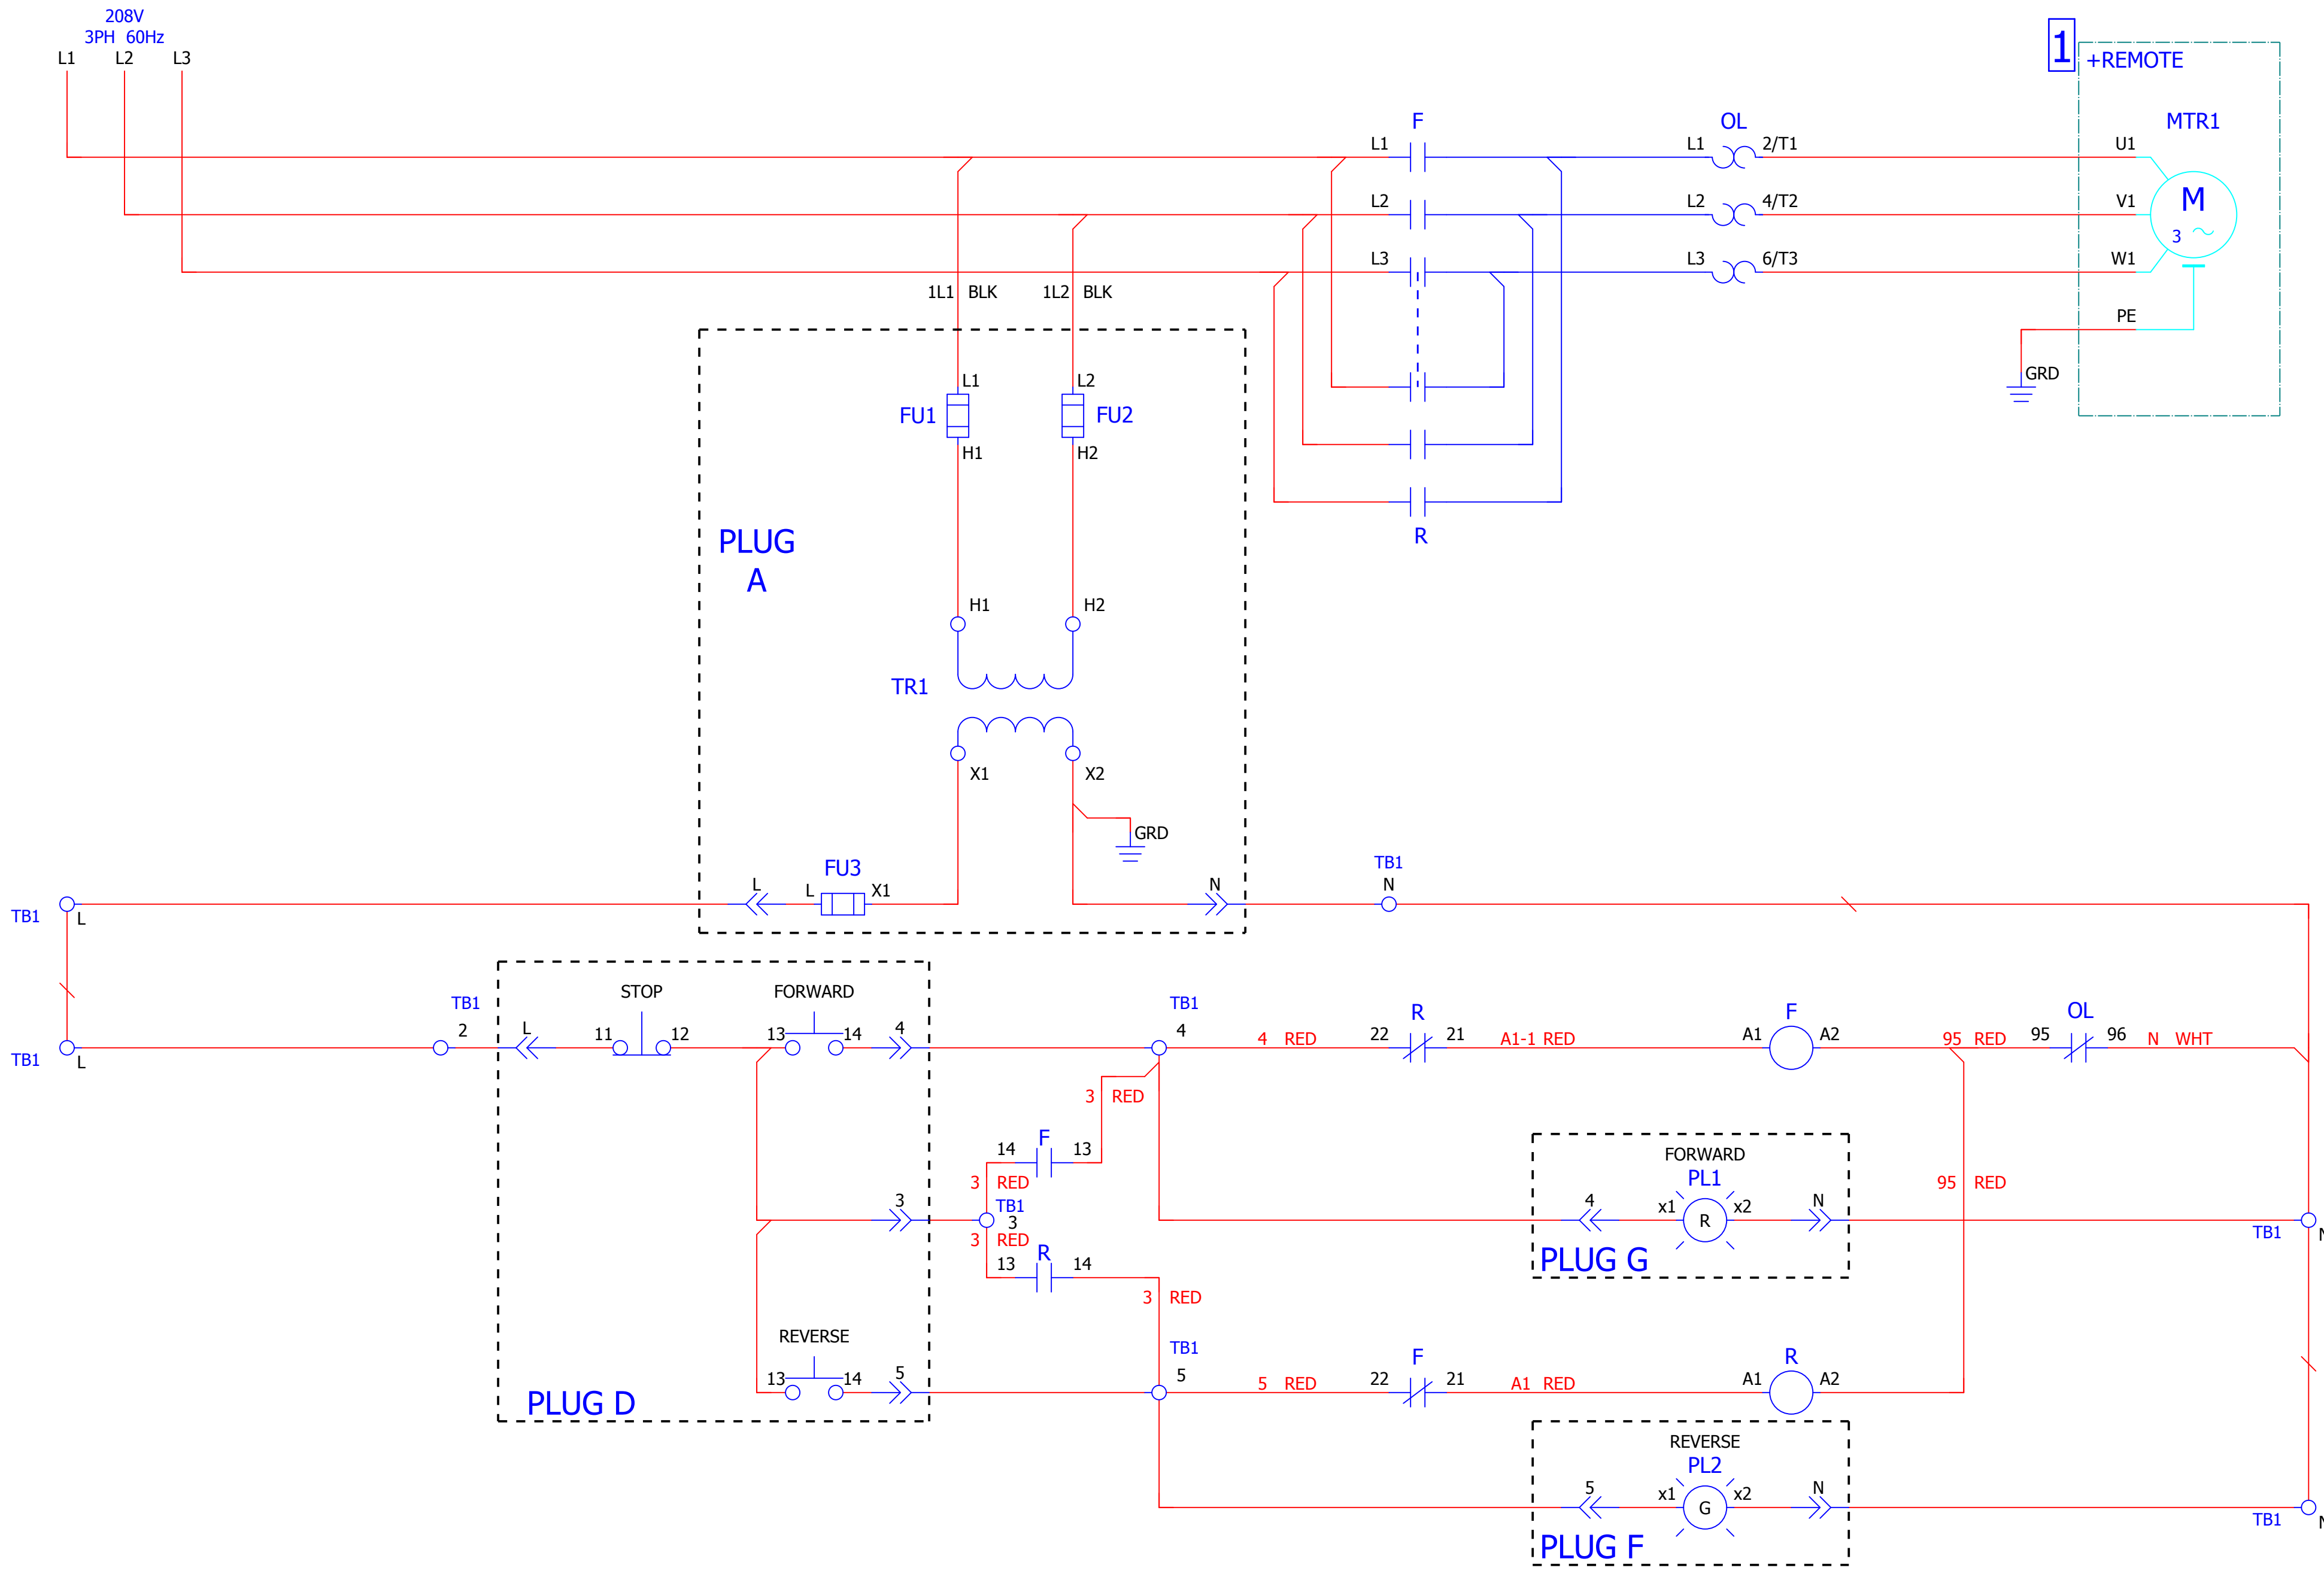 208V
3PH 60Hz
L1 L2 L3
1 +REMOTE
F OL MTR1
L1 L1 2/T1 U1
M
3
L2 L2 4/T2 V1
L3 L3 6/T3 W1
1L1 BLK 1L2 BLK
PE
GRD
L1 L2
FU1 FU2
H1 H2
R
PLUG
A
H1 H2
TR1
X1 X2
GRD
FU3 TB1
L L X1 N N
TB1 L
STOP FORWARD
TB1 TB1 R F OL
2 L 11 12 13 14 4 4 4 RED 22 21 A1-1 RED A1 A2 95 RED 95 96 N WHT
TB1 L
3 RED
F
14 13
FORWARD
PL1
3 RED 95 RED
TB1
3 3 4 x1 R x2 N
TB1 N
3 RED
R
13 14
PLUG G
3 RED
REVERSE
TB1 F R
13 14 5 5 5 RED 22 21 A1 RED A1 A2
PLUG D
REVERSE
PL2
5 x1 G x2 N
TB1 N
PLUG F